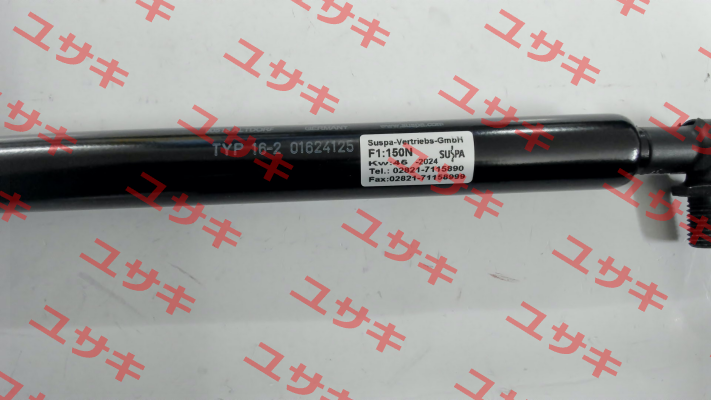 ユサキ
TYP 16-2 01624125
Suspa-Vertriebs-GmbH
F1:150N SUSPA
Kw:46 -2024
Tel.: 02821-7115890
Fax:02821-71158999